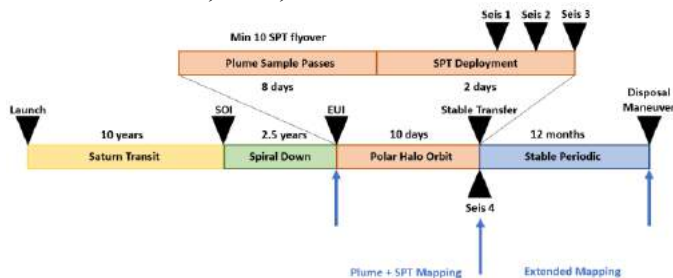 Seis 1 Seis 2 Seis 3
Min 10 SPT flyover
Plume Sample Passes SPT Deployment
8 days 2 days
Launch SOI EUI Stable Transfer Disposal
Maneuver
10 years 2.5 years 10 days 12 months
Saturn Transit Spiral Down Polar Halo Orbit Stable Periodic
Seis 4
Plume + SPT Mapping Extended Mapping